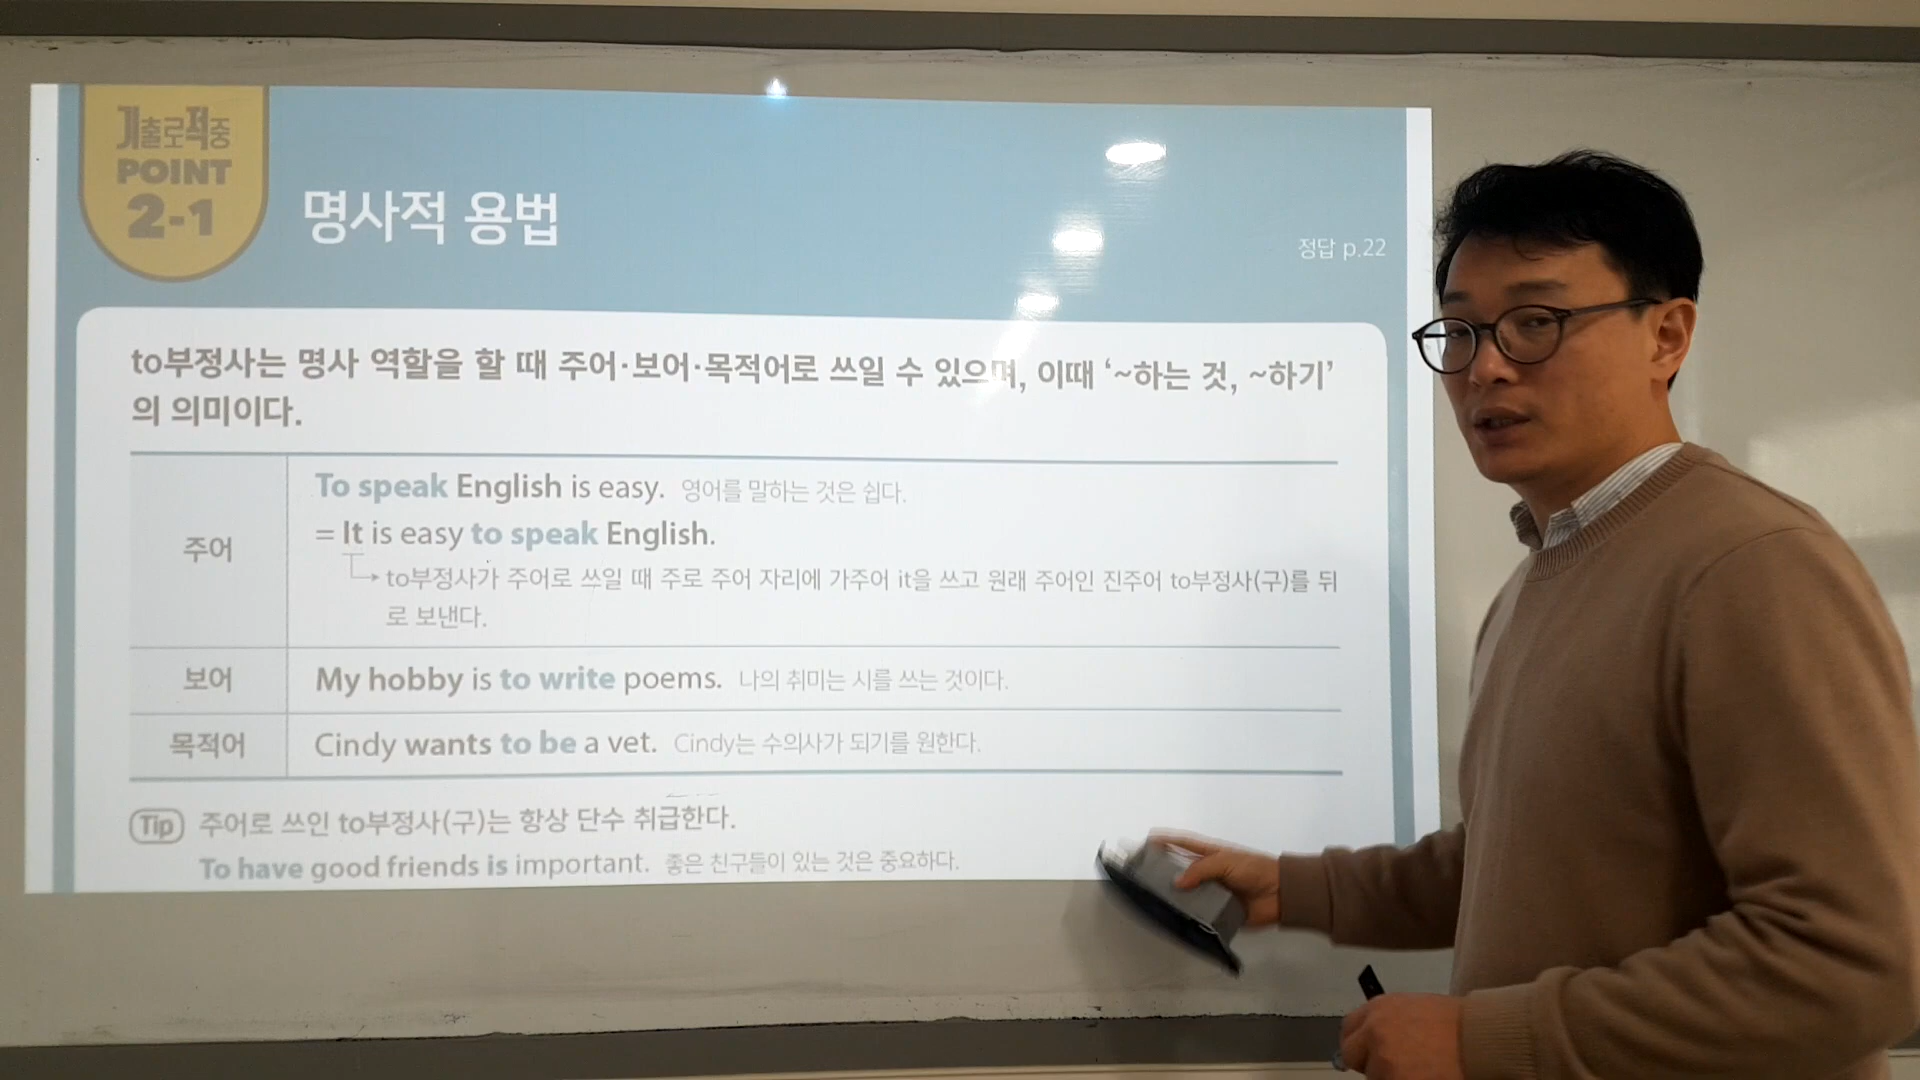 기출로적중
POINT
2-1
명사적 용법
정답 p.22
to부정사는 명사 역할을 할 때 주어·보어·목적어로 쓰일 수 있으며, 이때 ‘~하는 것, ~하기’
의 의미이다.
주어
To speak English is easy. 영어를 말하는 것은 쉽다.
= It is easy to speak English.
to부정사가 주어로 쓰일 때 주로 주어 자리에 가주어 it을 쓰고 원래 주어인 진주어 to부정사(구)를 뒤
로 보낸다.
보어
My hobby is to write poems. 나의 취미는 시를 쓰는 것이다.
목적어
Cindy wants to be a vet. Cindy는 수의사가 되기를 원한다.
Tip 주어로 쓰인 to부정사(구)는 항상 단수 취급한다.
To have good friends is important. 좋은 친구들이 있는 것은 중요하다.